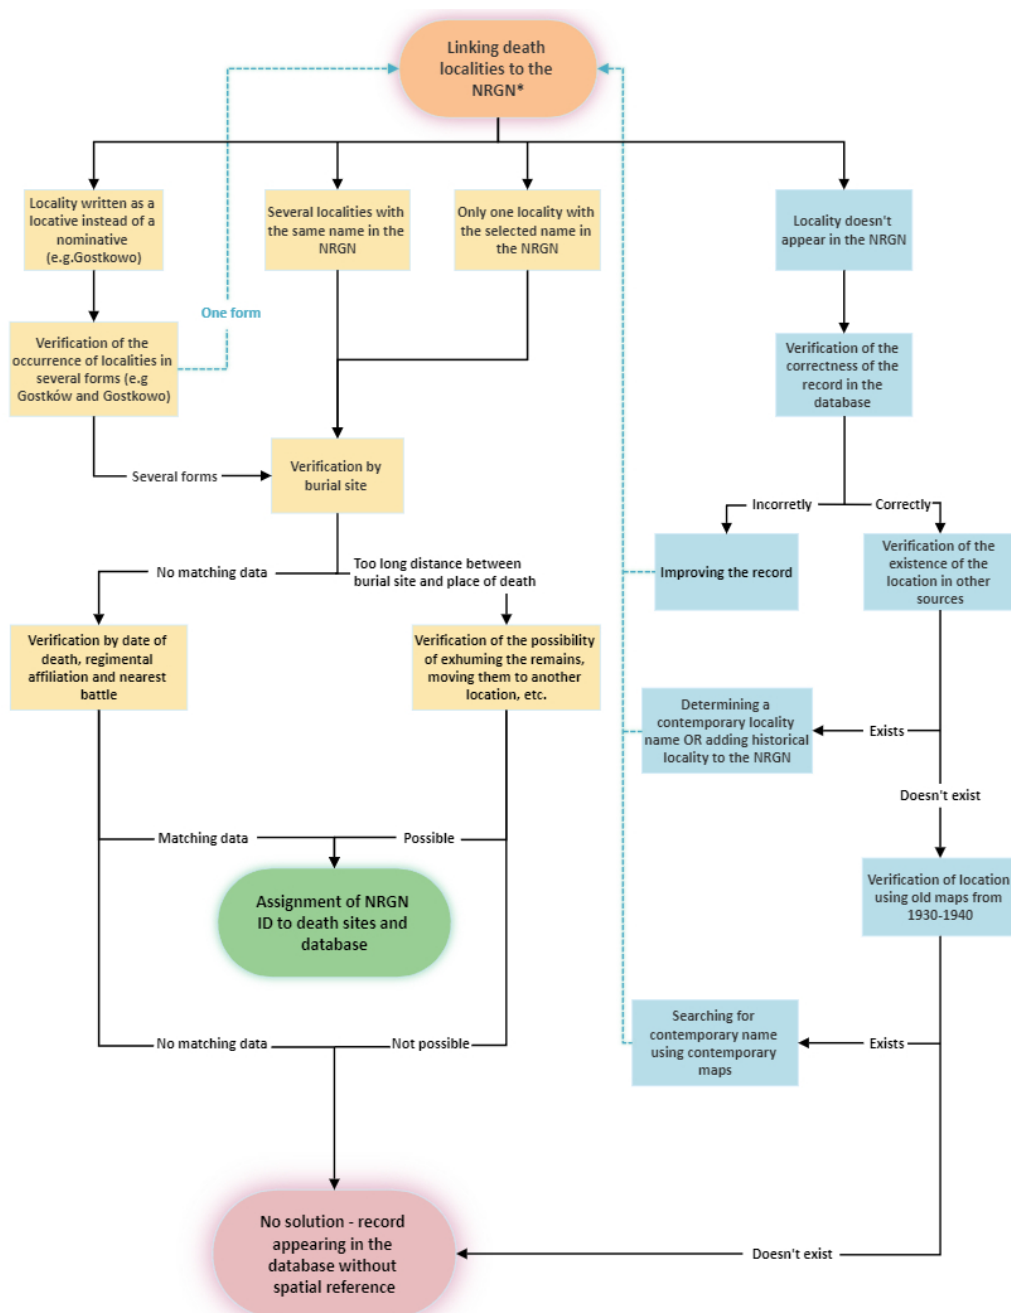 Linking death
localities to the
NRGN*
Locality written as a
locative instead of a
nominative
(e.g.Gostkowo)
Several localities with
the same name in the
NRGN
Only one locality with
the selected name in
the NRGN
Locality doesn't
appear in the NRGN
One form
Verification of the
occurrence of localities in
several forms (e.g
Gostków and Gostkowo)
Verification of the
correctness of the
record in the
database
Several forms
Verification by
burial site
Incorretly
Correctly
No matching data
Too long distance between
burial site and place of death
Improving the record
Verification of the
existence of the
location in other
sources
Verification by date of
death, regimental
affiliation and nearest
battle
Verification of the possibility
of exhuming the remains,
moving them to another
location, etc.
Determining a
contemporary locality
name OR adding historical
locality to the NRGN
Exists
Doesn't exist
Matching data
Possible
Assignment of NRGN
ID to death sites and
database
Verification of location
using old maps from
1930-1940
No matching data
Not possible
Searching for
contemporary name
using contemporary
maps
Exists
No solution - record
appearing in the
database without
spatial reference
Doesn't exist